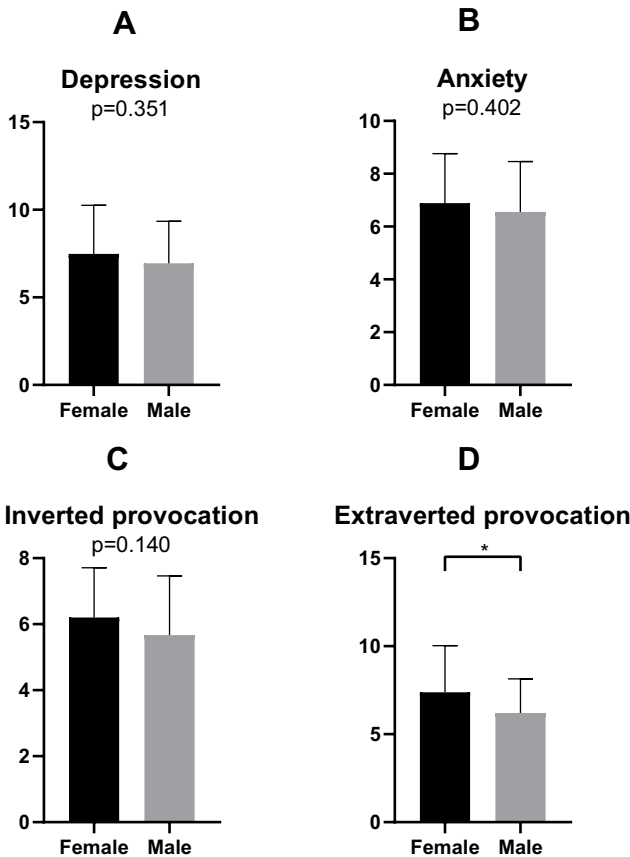 A
Depression
p=0.351
15
10
5
0
Female Male
B
Anxiety
p=0.402
10
8
6
4
2
0
Female Male
C
Inverted provocation
p=0.140
8
6
4
2
0
Female Male
D
Extraverted provocation
*
15
10
5
0
Female Male